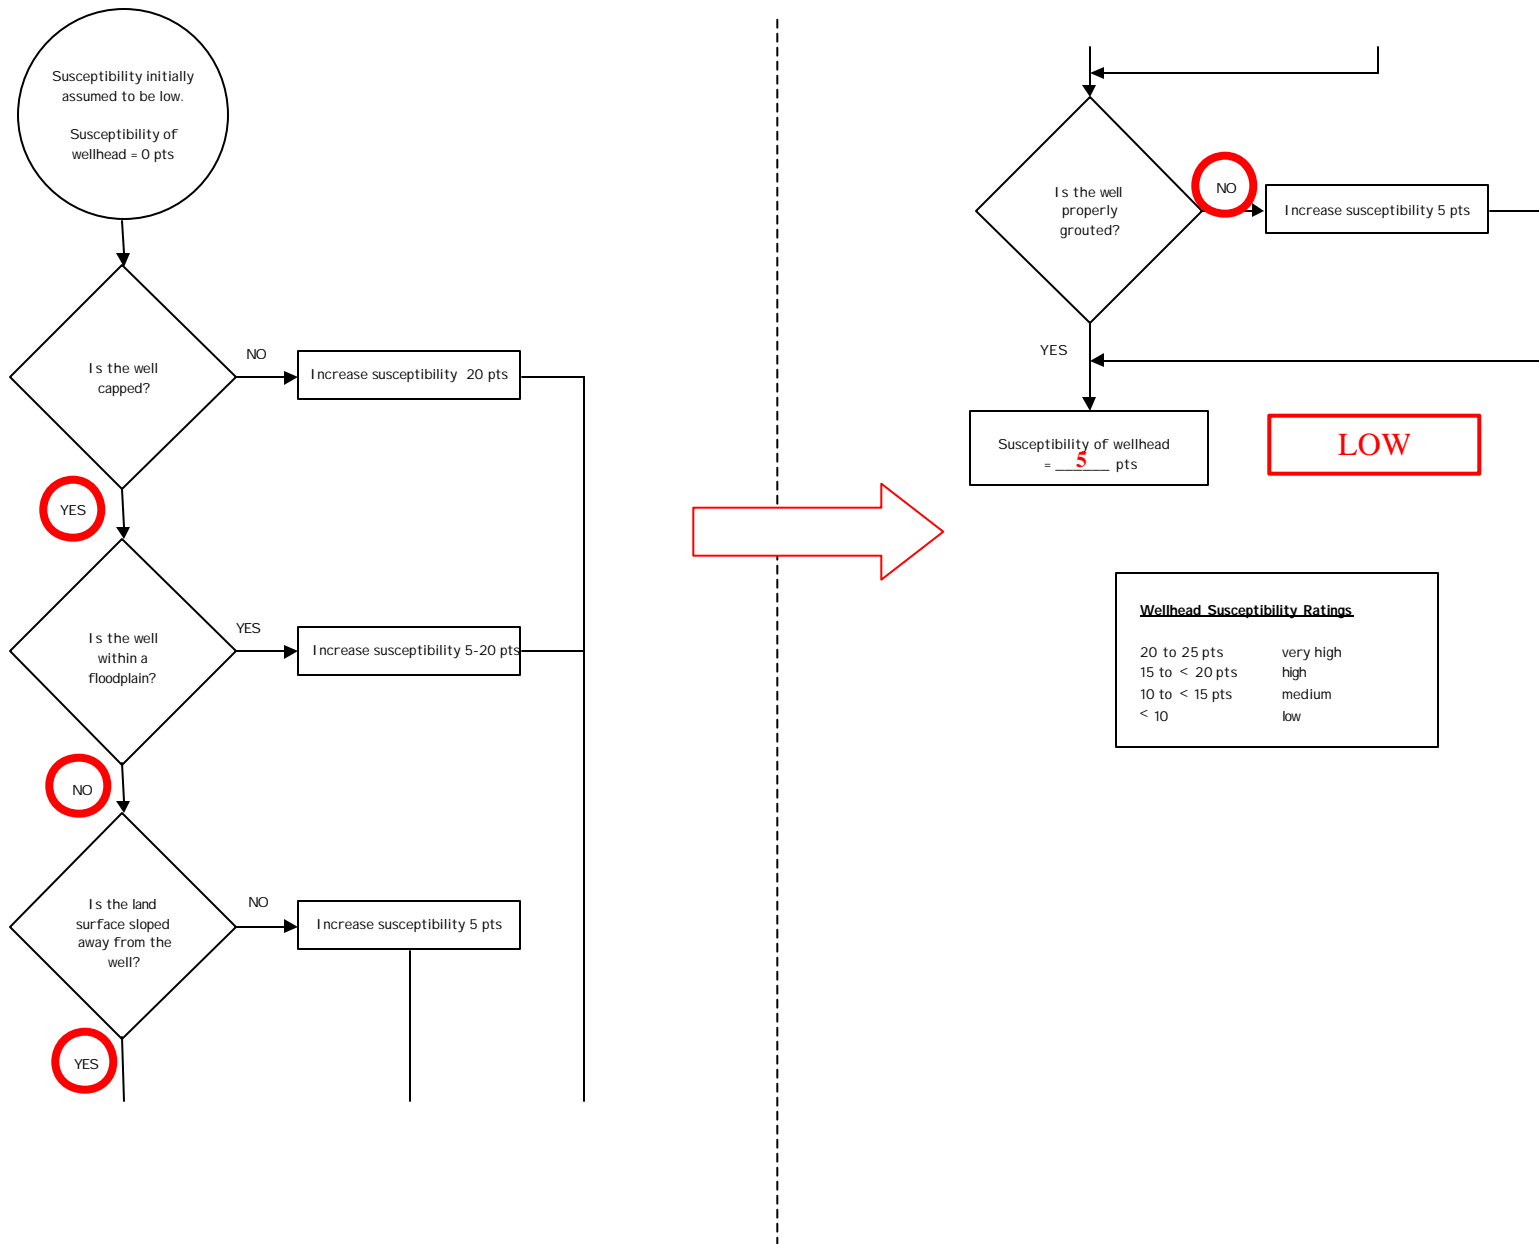 Susceptibility initially
assumed to be low.
Susceptibility of
wellhead = 0 pts
Is the well
capped?
NO
Increase susceptibility 20 pts
YES
Is the well
within a
floodplain?
YES
Increase susceptibility 5-20 pts
NO
Is the land
surface sloped
away from the
well?
NO
Increase susceptibility 5 pts
YES
Is the well
properly
grouted?
NO
Increase susceptibility 5 pts
YES
Susceptibility of wellhead
= ___5___ pts
LOW
Wellhead Susceptibility Ratings
20 to 25 pts very high
15 to < 20 pts high
10 to < 15 pts medium
< 10 low